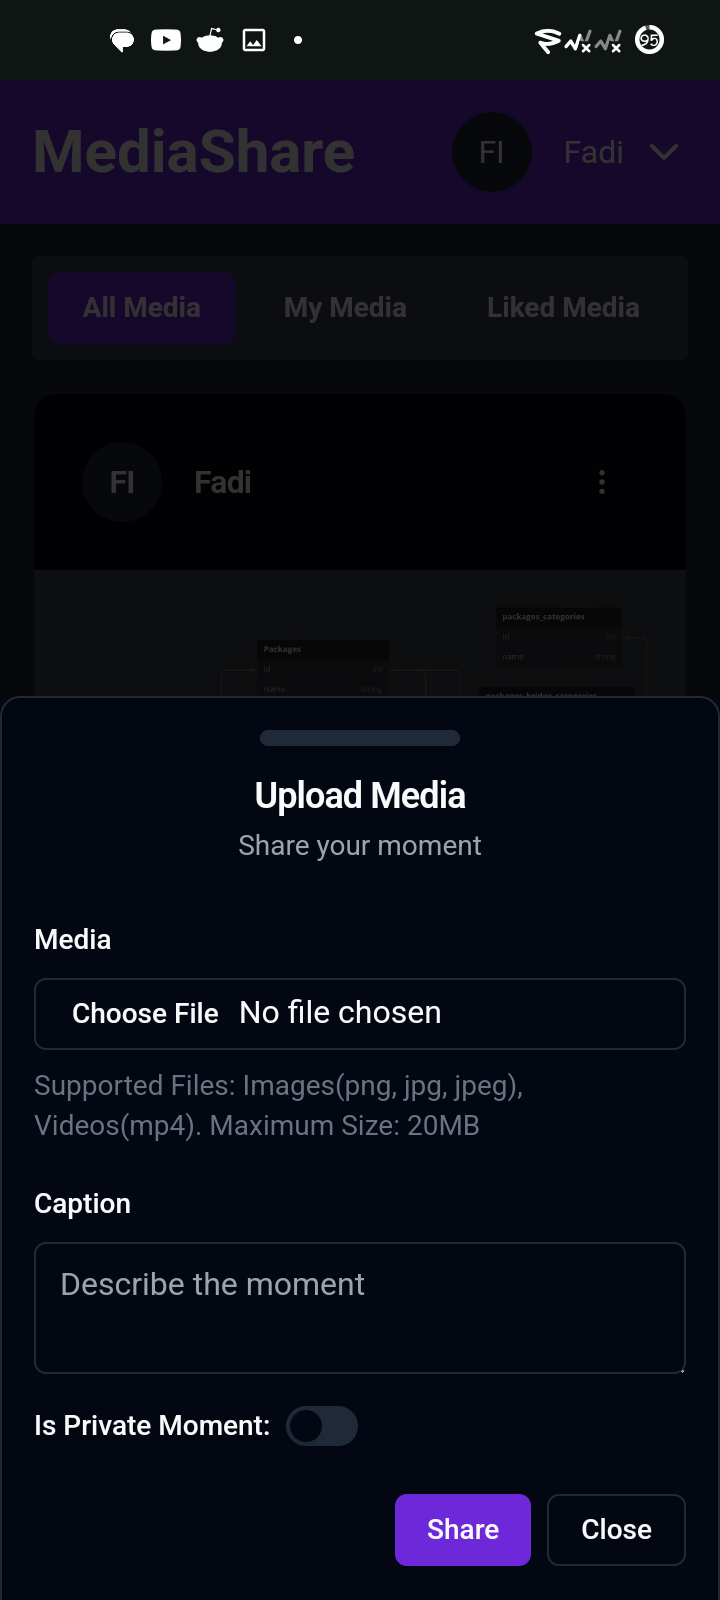 95
MediaShare
FI
Fadi
All Media
My Media
Liked Media
FI
Fadi
packages_categories
id int
name string
Packages
id int
name string
packages_bridge_categories
Upload Media
Share your moment
Media
Choose File No file chosen
Supported Files: Images(png, jpg, jpeg),
Videos(mp4). Maximum Size: 20MB
Caption
Describe the moment
Is Private Moment:
Share
Close